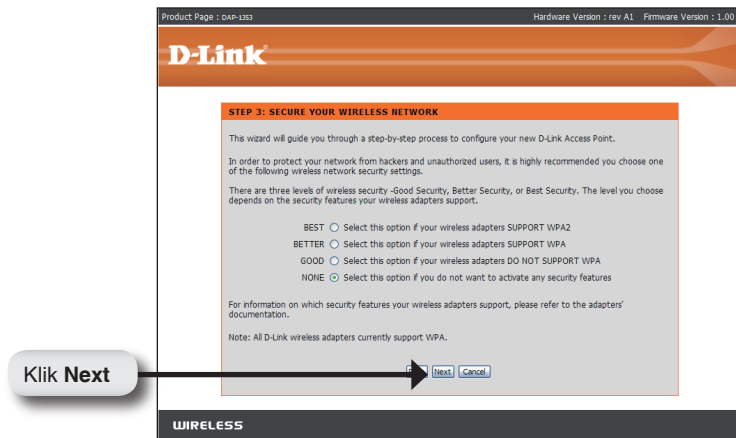 Product Page : DAP-1353 Hardware Version : rev A1 Firmware Version : 1.00
D-Link
STEP 3: SECURE YOUR WIRELESS NETWORK
This wizard will guide you through a step-by-step process to configure your new D-Link Access Point.
In order to protect your network from hackers and unauthorized users, it is highly recommended you choose one
of the following wireless network security settings.
There are three levels of wireless security -Good Security, Better Security, or Best Security. The level you choose
depends on the security features your wireless adapters support.
BEST Select this option if your wireless adapters SUPPORT WPA2
BETTER Select this option if your wireless adapters SUPPORT WPA
GOOD Select this option if your wireless adapters DO NOT SUPPORT WPA
NONE Select this option if you do not want to activate any security features
For information on which security features your wireless adapters support, please refer to the adapters'
documentation.
Note: All D-Link wireless adapters currently support WPA.
Klik Next
Next Cancel
WIRELESS